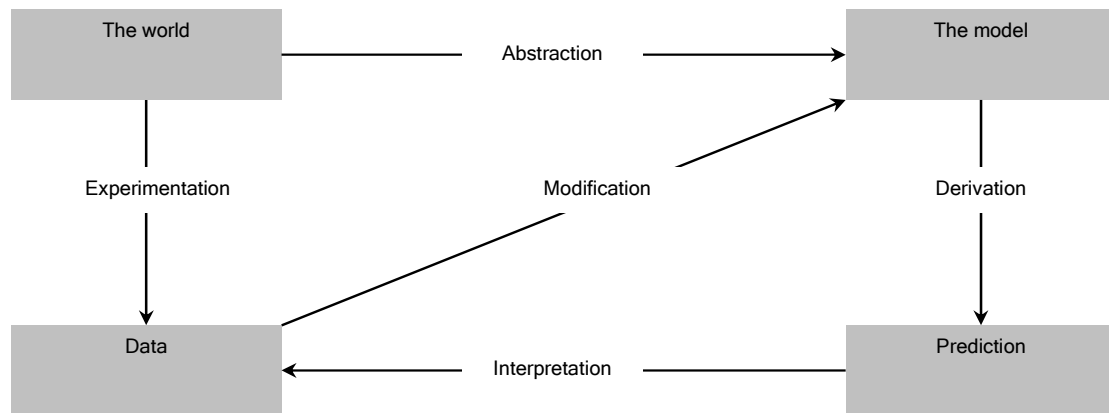 The world
Abstraction
The model
Experimentation
Modification
Derivation
Data
Interpretation
Prediction